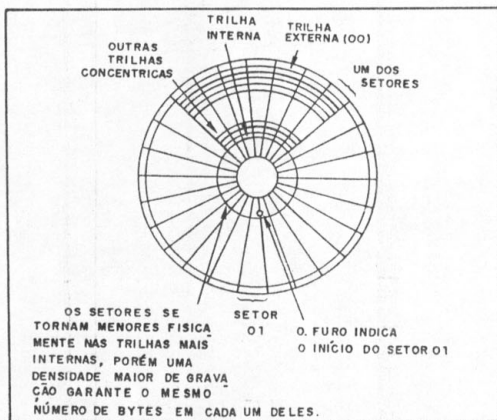 TRILHA
INTERNA
TRILHA
EXTERNA (00)
OUTRAS
TRILHAS
CONCENTRICAS
UM DOS
SETORES
OS SETORES SE
TORNAM MENORES FISICA
MENTE NAS TRILHAS MAIS
INTERNAS, PORÉM UMA
DENSIDADE MAIOR DE GRAVA
ÇÃO GARANTE O MESMO
NÚMERO DE BYTES EM CADA UM DELES.
SETOR
01
O. FURO INDICA
O INÍCIO DO SETOR 01